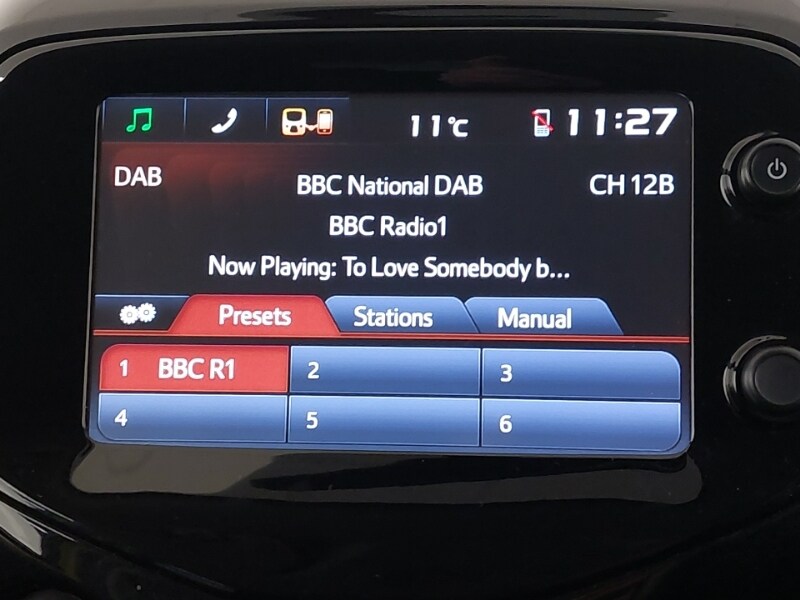 11°c 11:27
DAB BBC National DAB CH 12B
BBC Radio1
Now Playing: To Love Somebody b...
Presets Stations Manual
1 BBC R1 2 3
4 5 6